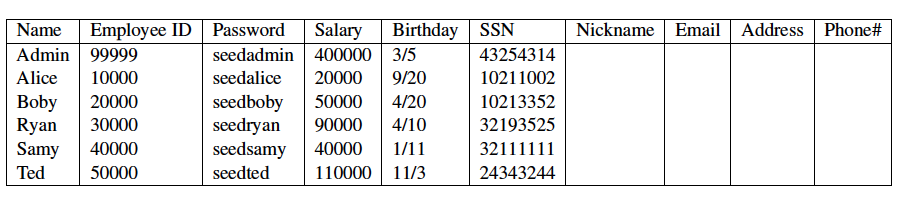 Name Employee ID Password Salary Birthday SSN Nickname Email Address Phone#
Admin 99999 seedadmin 400000 3/5 43254314
Alice 10000 seedalice 20000 9/20 10211002
Boby 20000 seedboby 50000 4/20 10213352
Ryan 30000 seedryan 90000 4/10 32193525
Samy 40000 seedsamy 40000 1/11 32111111
Ted 50000 seedted 110000 11/3 24343244